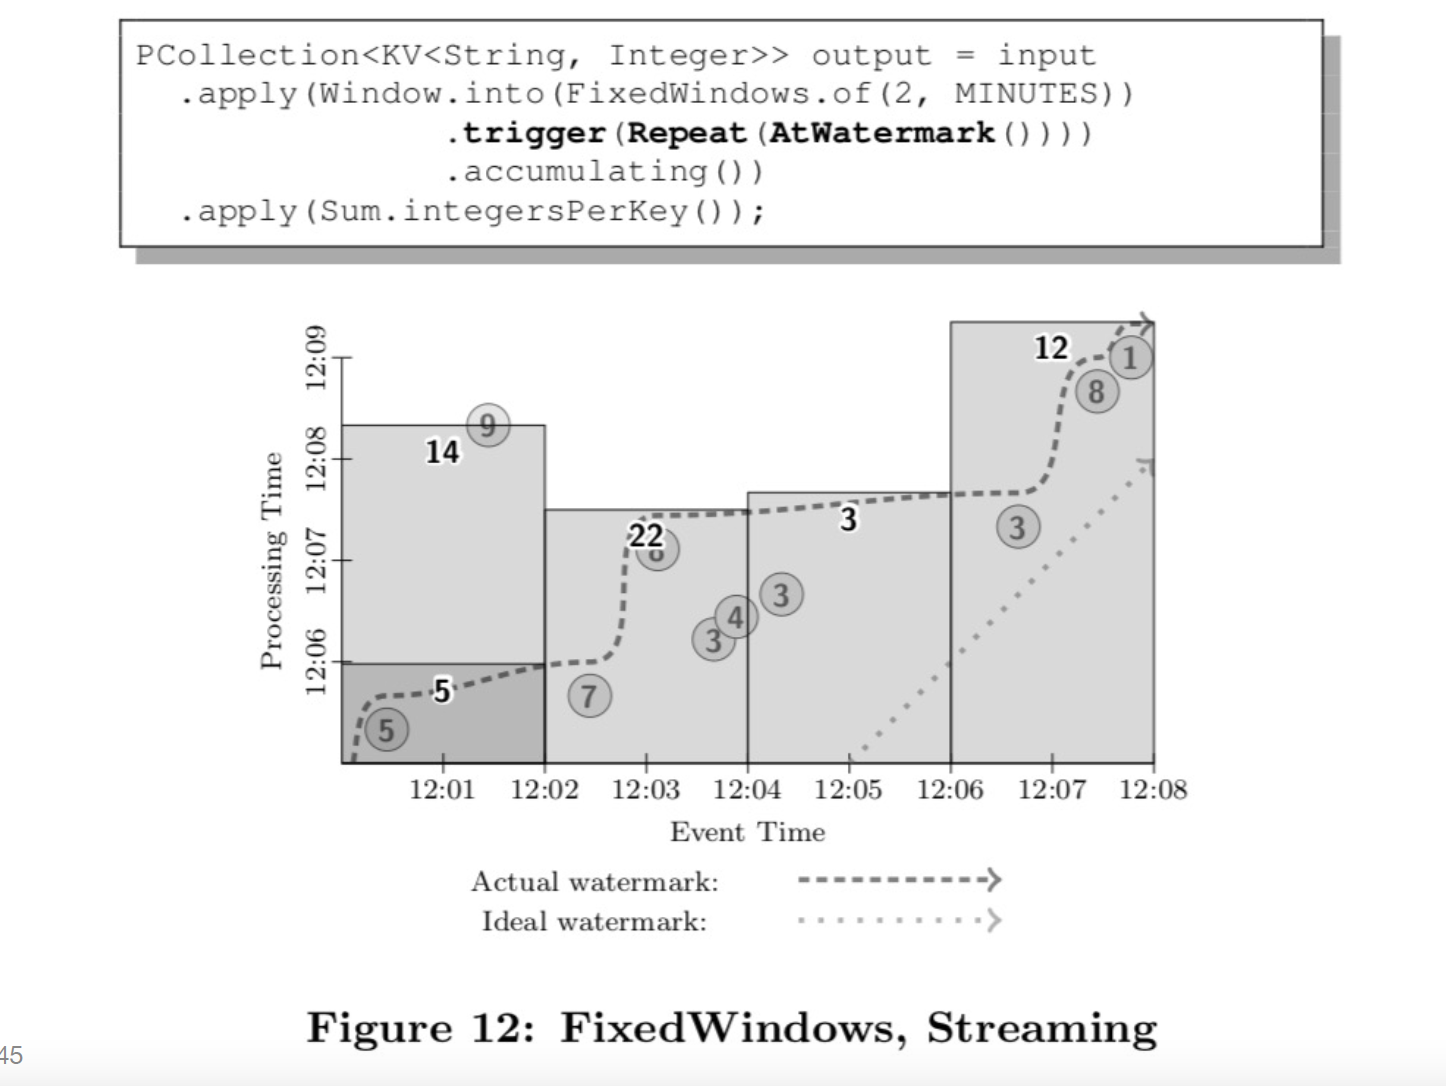 PCollection<KV<String, Integer>> output = input
.apply(Window.into(FixedWindows.of(2, MINUTES))
.trigger(Repeat(AtWatermark())))
.accumulating())
.apply(Sum.integersPerKey());
12:09
12:08
12:07
12:06
Processing Time
9
14
5
5
7
22
8
3
4
3
3
3
12
8
1
12:01 12:02 12:03 12:04 12:05 12:06 12:07 12:08
Event Time
Actual watermark:
Ideal watermark:
Figure 12: FixedWindows, Streaming
45